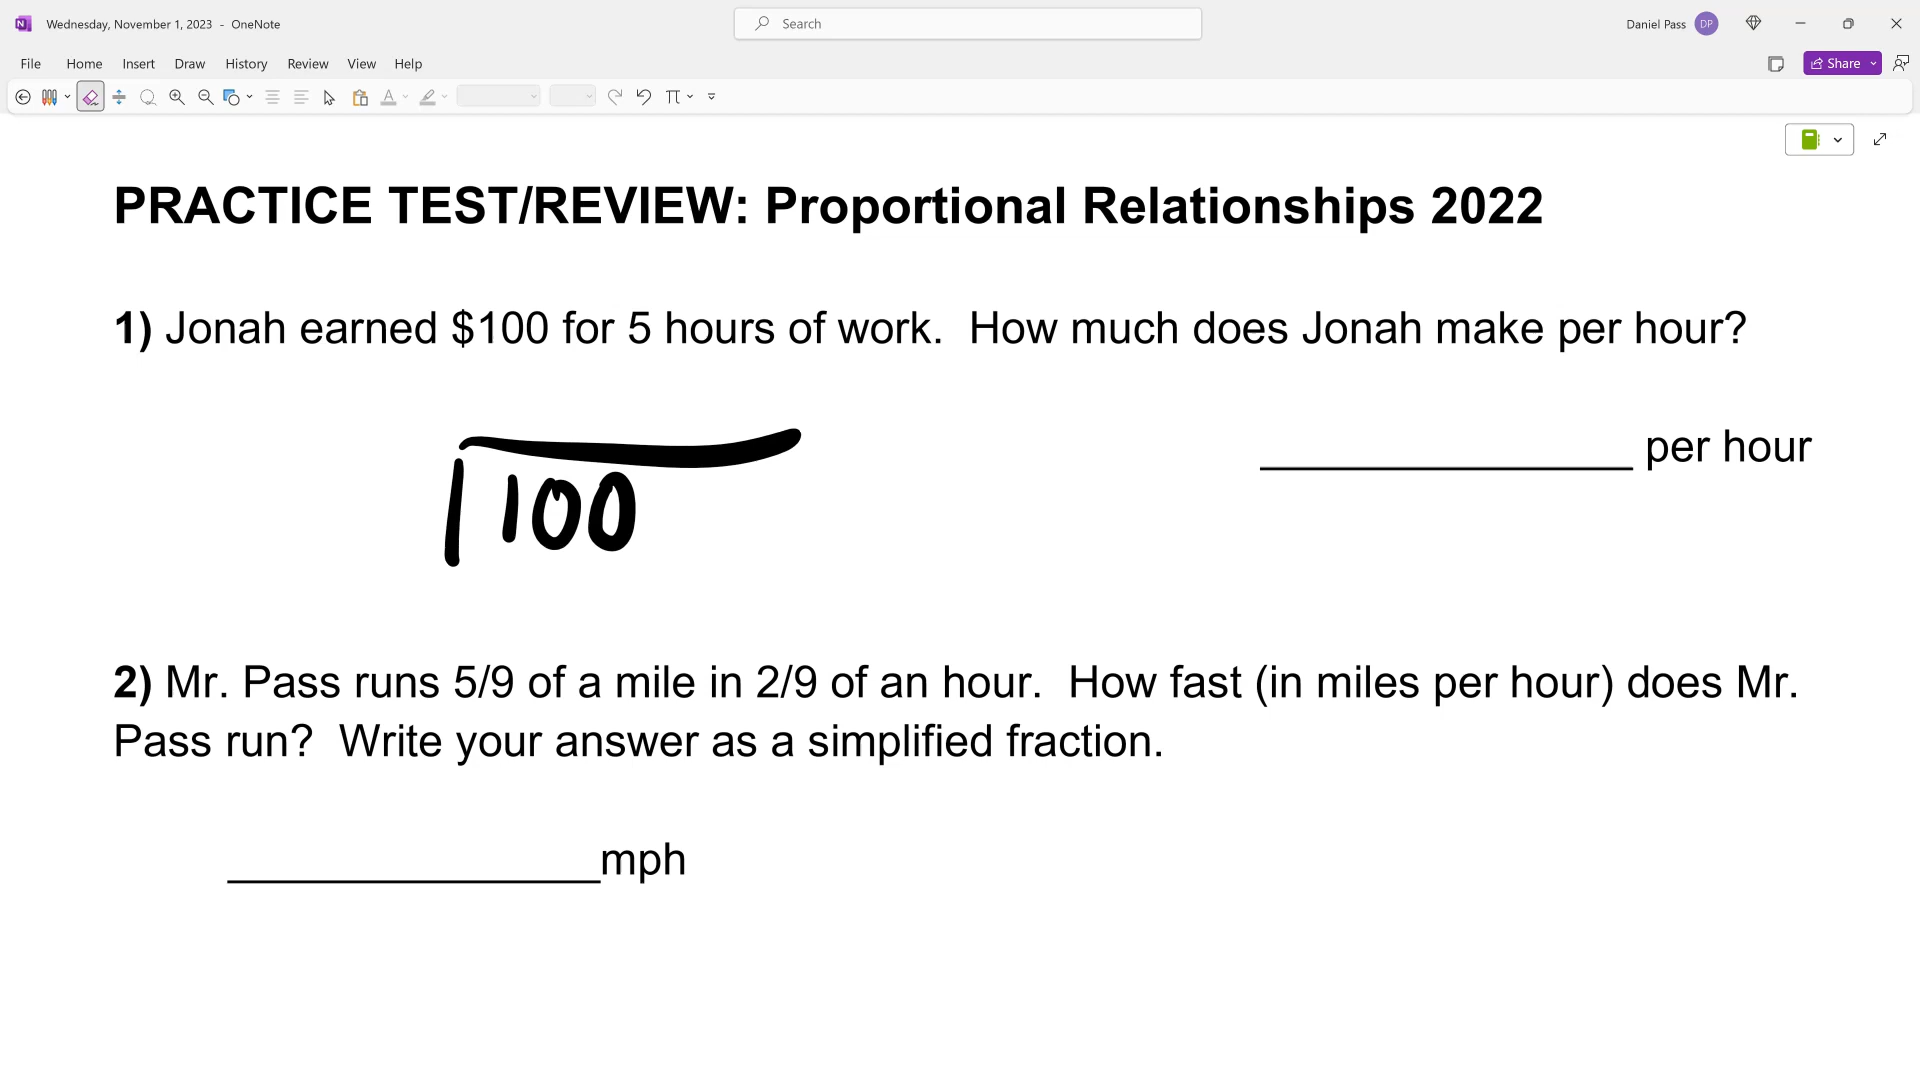 Wednesday, November 1, 2023 - OneNote
Search
Daniel Pass DP
File Home Insert Draw History Review View Help
Share
PRACTICE TEST/REVIEW: Proportional Relationships 2022
1) Jonah earned $100 for 5 hours of work. How much does Jonah make per hour?
_______________ per hour
100
2) Mr. Pass runs 5/9 of a mile in 2/9 of an hour. How fast (in miles per hour) does Mr.
Pass run? Write your answer as a simplified fraction.
_______________mph